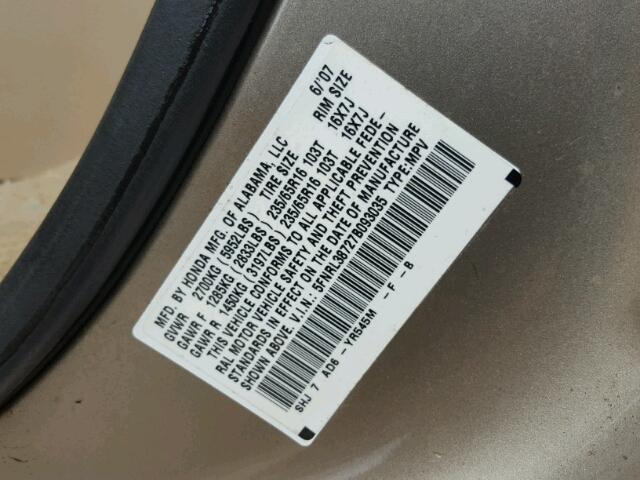 MFD. BY HONDA MFG. OF ALABAMA, LLC 6/'07
GVWR 2700KG (5952LBS) TIRE SIZE RIM SIZE
GAWR F 1285KG (2833LBS) 235/65R16 103T 16X7J
GAWR R 1450KG (3197LBS) 235/65R16 103T 16X7J
THIS VEHICLE CONFORMS TO ALL APPLICABLE FEDE-
RAL MOTOR VEHICLE SAFETY AND THEFT PREVENTION
STANDARDS IN EFFECT ON THE DATE OF MANUFACTURE
SHOWN ABOVE. V.I.N.: 5FNRL38727B093035 TYPE MPV
SHJ 7 AD6 -YR545M -F -B